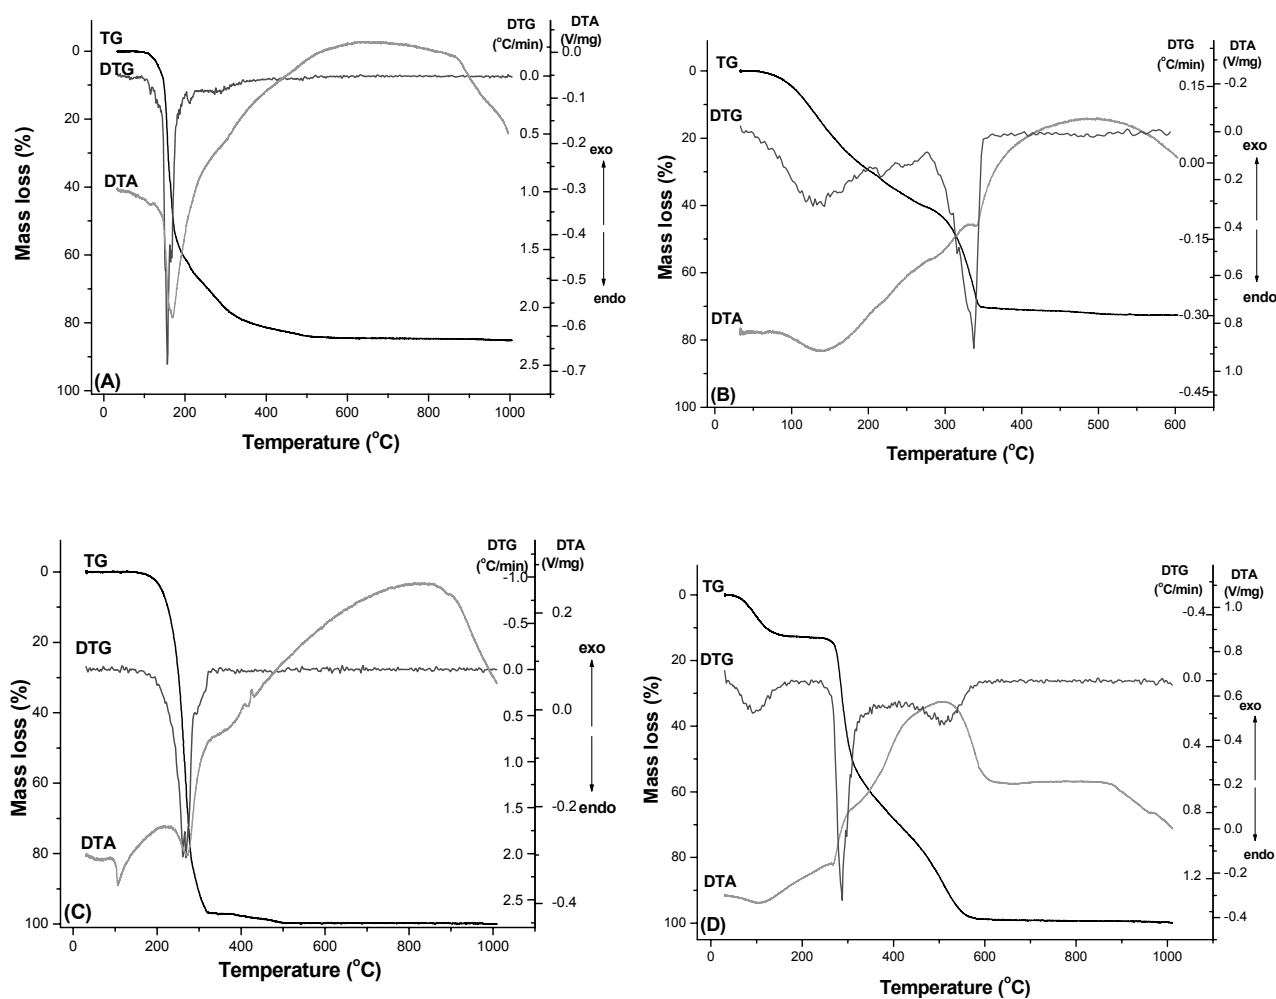 DTG DTA
(°C/min) (V/mg)
TG
0
0.0
DTG
0.0
-0.1
20
0.5
-0.2
exo
DTA
-0.3
40
1.0
-0.4
1.5
60
-0.5
endo
2.0
-0.6
80
2.5
-0.7
(A)
100
0 200 400 600 800 1000
Mass loss (%)
Temperature (°C)
DTG DTA
(°C/min) (V/mg)
TG
0
0.15
-0.2
DTG
20
0.0
exo
0.00
0.2
40
0.4
-0.15
0.6
60
endo
DTA
-0.30
0.8
80
1.0
(B)
-0.45
100
0 100 200 300 400 500 600
Mass loss (%)
Temperature (°C)
DTG DTA
(°C/min) (V/mg)
TG
0
-1.0
0.2
-0.5
20
DTG
0.0
exo
0.5
0.0
40
1.0
60
1.5
-0.2
endo
DTA
80
2.0
2.5
-0.4
(C)
100
0 200 400 600 800 1000
Mass loss (%)
Temperature (°C)
DTG DTA
(°C/min) (V/mg)
TG
0
-0.4
1.0
0.8
20
DTG
0.0
0.6
exo
40
0.4
0.4
0.2
60
0.8
0.0
endo
80
DTA
1.2
-0.2
(D)
100
-0.4
0 200 400 600 800 1000
Mass loss (%)
Temperature (°C)